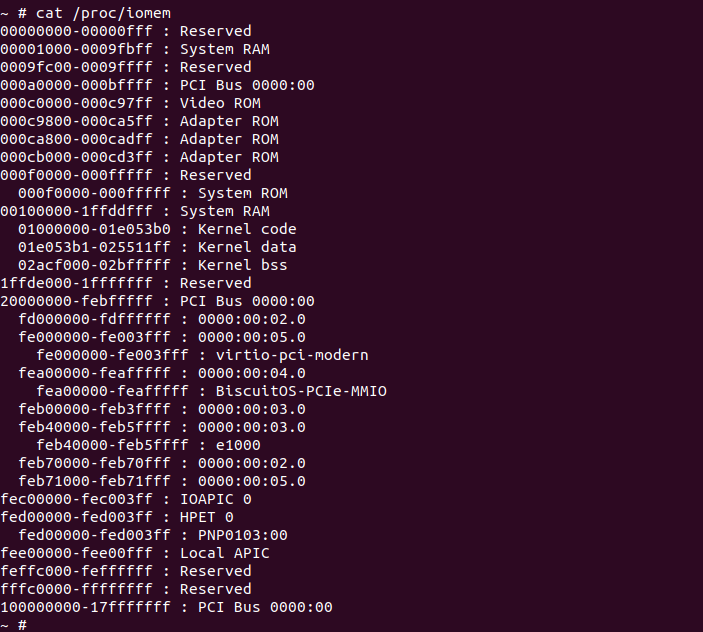 ~ # cat /proc/iomem
00000000-00000fff : Reserved
00001000-0009fbff : System RAM
0009fc00-0009ffff : Reserved
000a0000-000bffff : PCI Bus 0000:00
000c0000-000c97ff : Video ROM
000c9800-000ca5ff : Adapter ROM
000ca800-000cadff : Adapter ROM
000cb000-000cd3ff : Adapter ROM
000f0000-000fffff : Reserved
  000f0000-000fffff : System ROM
00100000-1ffddfff : System RAM
  01000000-01e053b0 : Kernel code
  01e053b1-025511ff : Kernel data
  02acf000-02bfffff : Kernel bss
1ffde000-1fffffff : Reserved
20000000-febfffff : PCI Bus 0000:00
  fd000000-fdffffff : 0000:00:02.0
  fe000000-fe003fff : 0000:00:05.0
    fe000000-fe003fff : virtio-pci-modern
  fea00000-feafffff : 0000:00:04.0
    fea00000-feafffff : BiscuitOS-PCIe-MMIO
  feb00000-feb3ffff : 0000:00:03.0
  feb40000-feb5ffff : 0000:00:03.0
    feb40000-feb5ffff : e1000
  feb70000-feb70fff : 0000:00:02.0
  feb71000-feb71fff : 0000:00:05.0
fec00000-fec003ff : IOAPIC 0
fed00000-fed003ff : HPET 0
  fed00000-fed003ff : PNP0103:00
fee00000-fee00fff : Local APIC
feffc000-feffffff : Reserved
fffc0000-ffffffff : Reserved
100000000-17fffffff : PCI Bus 0000:00
~ #